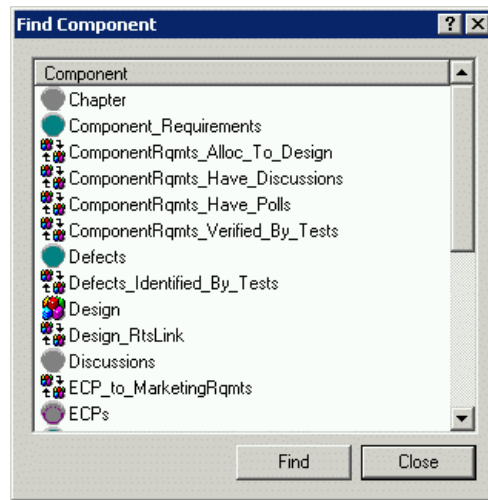 Find Component
Component
Chapter
Component_Requirements
ComponentRqmts_Alloc_To_Design
ComponentRqmts_Have_Discussions
ComponentRqmts_Have_Polls
ComponentRqmts_Verified_By_Tests
Defects
Defects_Identified_By_Tests
Design
Design_RtsLink
Discussions
ECP_to_MarketingRqmts
ECPs
Find Close